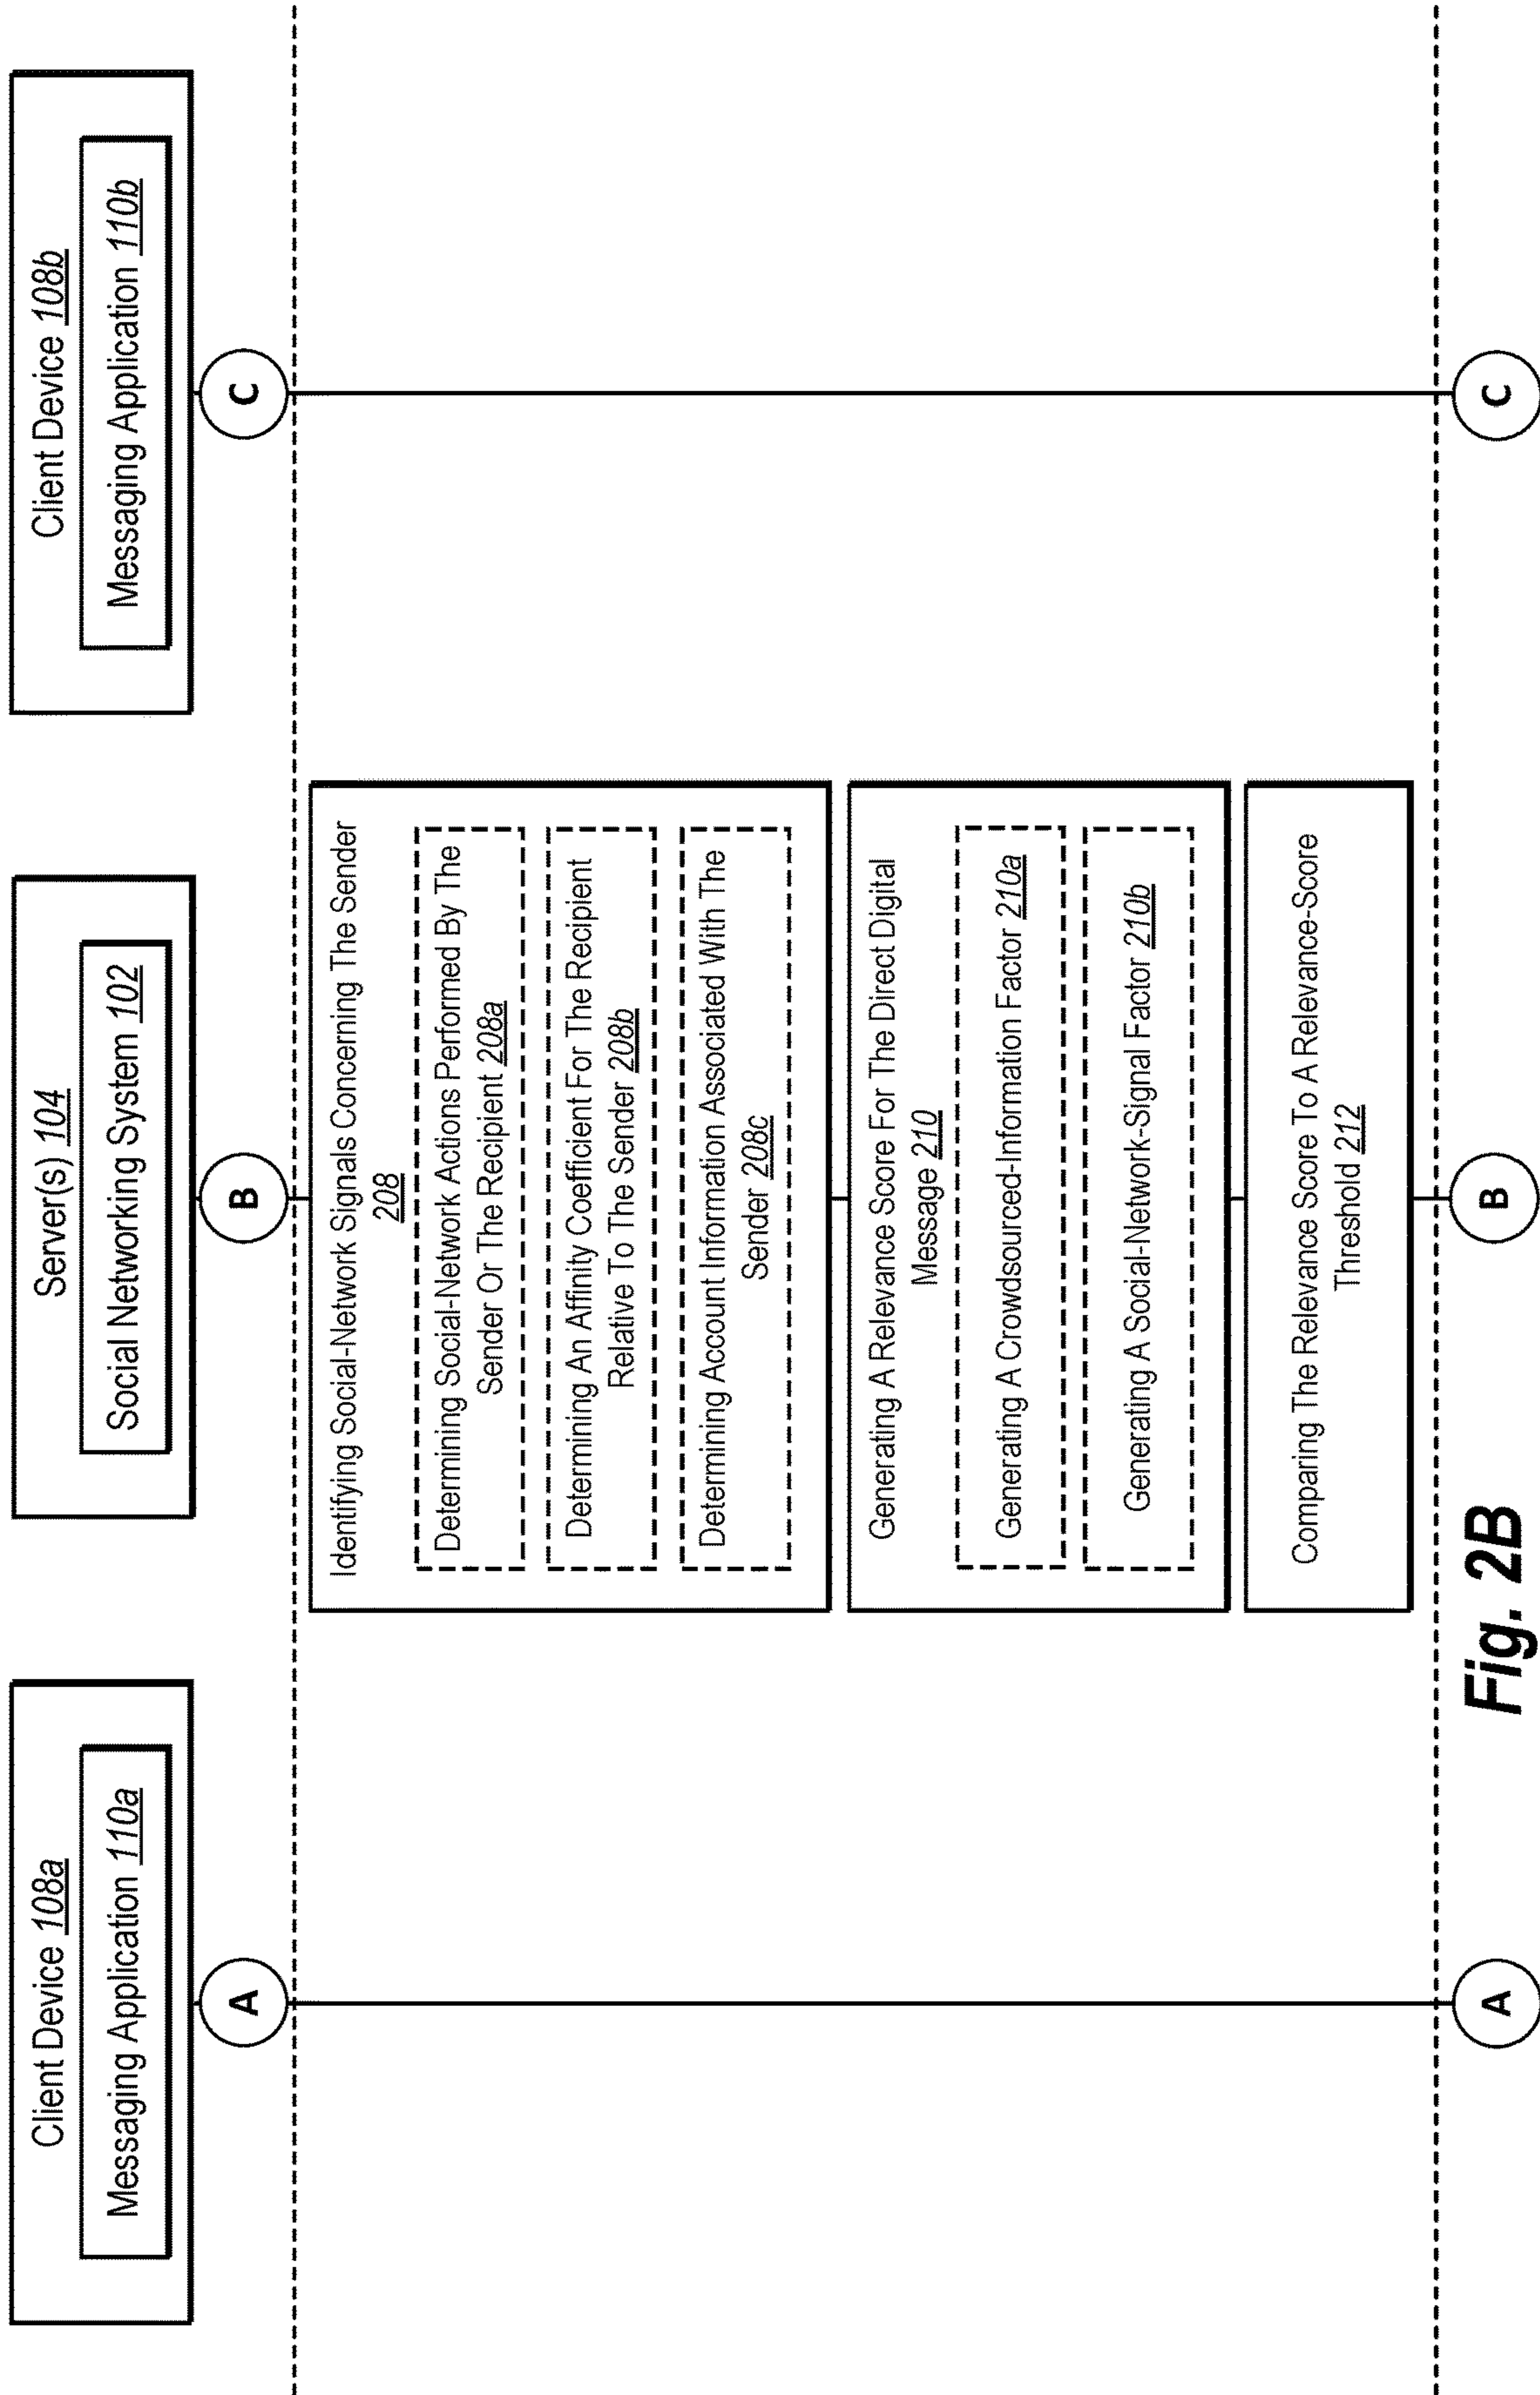 Client Device 108a
Messaging Application 110a
A
Server(s) 104
Social Networking System 102
B
Client Device 108b
Messaging Application 110b
C
Identifying Social-Network Signals Concerning The Sender
208
Determining Social-Network Actions Performed By The
Sender Or The Recipient 208a
Determining An Affinity Coefficient For The Recipient
Relative To The Sender 208b
Determining Account Information Associated With The
Sender 208c
Generating A Relevance Score For The Direct Digital
Message 210
Generating A Crowdsourced-Information Factor 210a
Generating A Social-Network-Signal Factor 210b
Comparing The Relevance Score To A Relevance-Score
Threshold 212
A
B
C
Fig. 2B